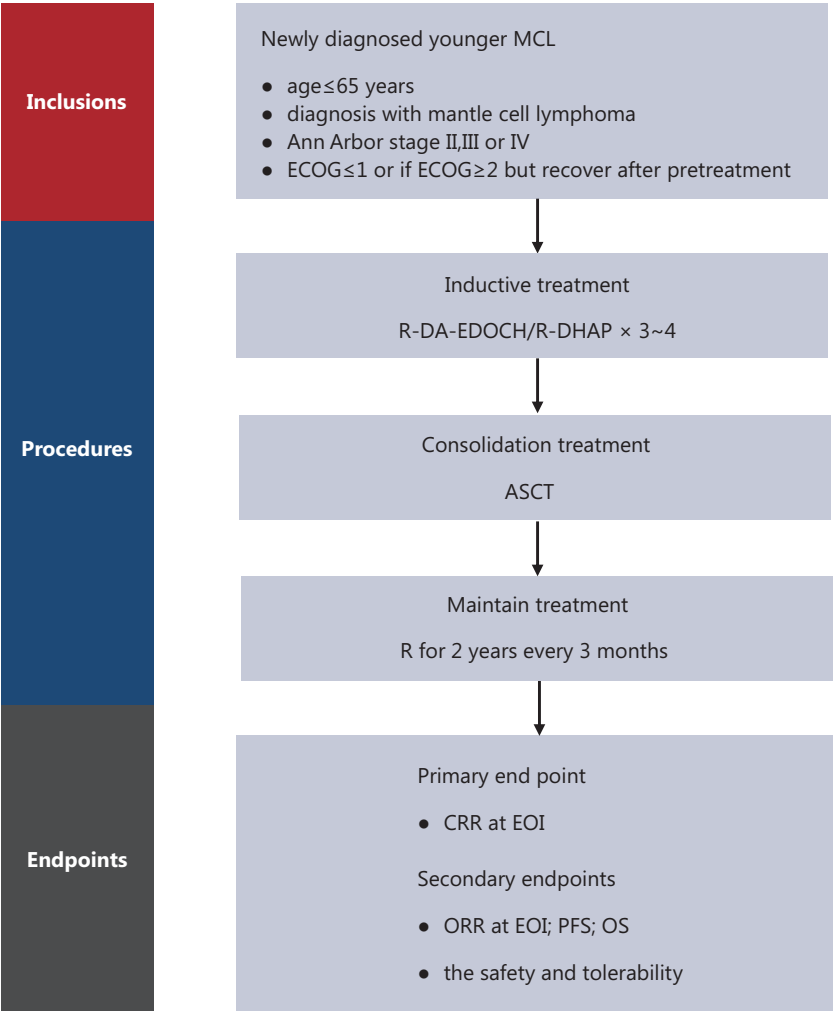 Inclusions
Newly diagnosed younger MCL
● age≤65 years
● diagnosis with mantle cell lymphoma
● Ann Arbor stage II,III or IV
● ECOG≤1 or if ECOG≥2 but recover after pretreatment
Procedures
Inductive treatment
R-DA-EDOCH/R-DHAP × 3~4
Consolidation treatment
ASCT
Maintain treatment
R for 2 years every 3 months
Endpoints
Primary end point
● CRR at EOI
Secondary endpoints
● ORR at EOI; PFS; OS
● the safety and tolerability